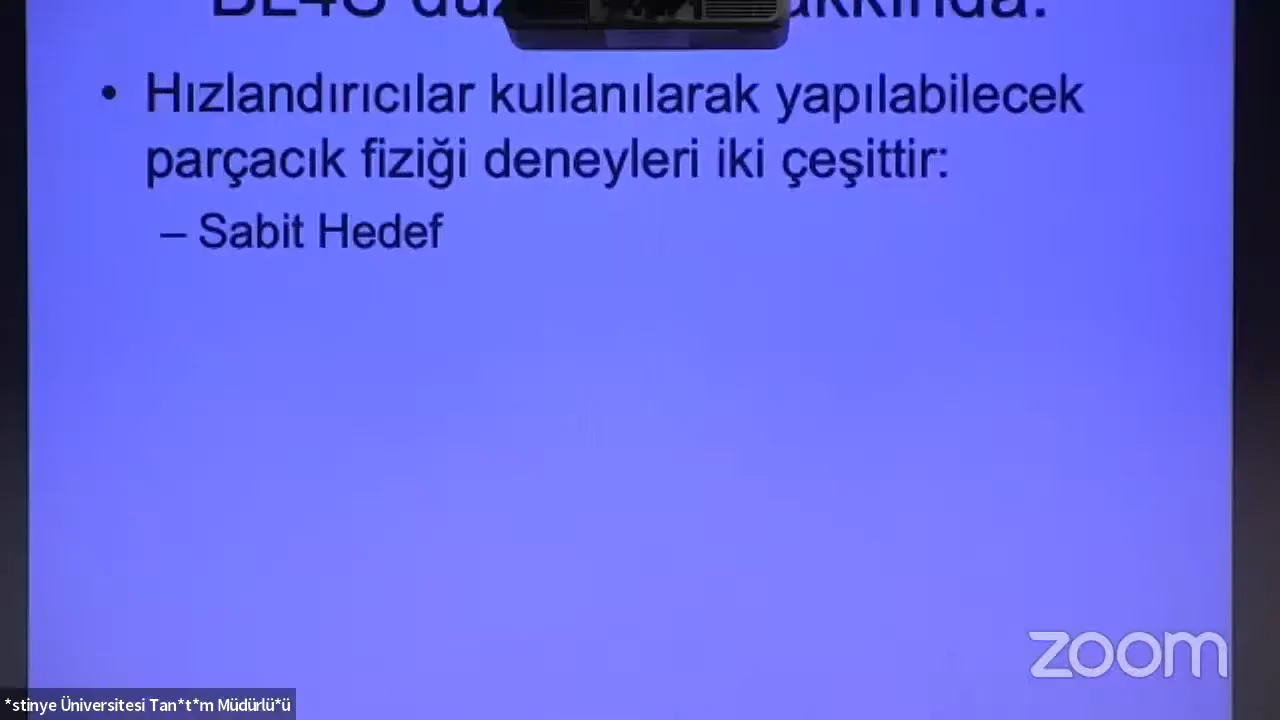 • Hızlandırıcılar kullanılarak yapılabilecek
parçacık fiziği deneyleri iki çeşittir:
– Sabit Hedef
zoom
*stinye Üniversitesi Tan*t*m Müdürlü*ü